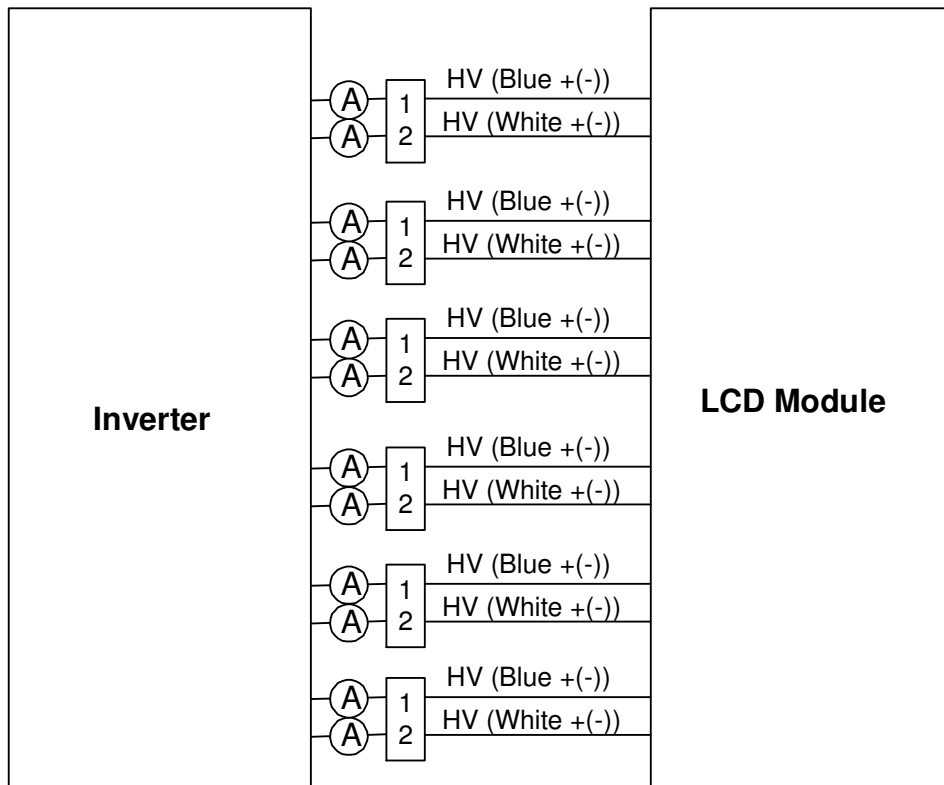 HV (Blue +(-))
A 1
HV (White +(-))
A 2
HV (Blue +(-))
A 1
HV (White +(-))
A 2
HV (Blue +(-))
A 1
HV (White +(-))
A 2
LCD Module
Inverter
HV (Blue +(-))
A 1
HV (White +(-))
A 2
HV (Blue +(-))
A 1
HV (White +(-))
A 2
HV (Blue +(-))
A 1
HV (White +(-))
A 2